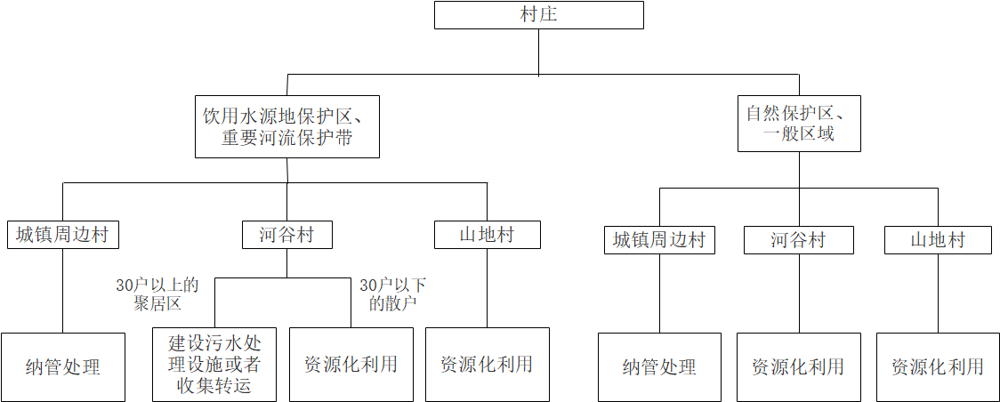 村庄
饮用水源地保护区、
重要河流保护带
自然保护区、
一般区域
城镇周边村
河谷村
山地村
城镇周边村
河谷村
山地村
30户以上的
聚居区
30户以下
的散户
纳管处理
建设污水处
理设施或者
收集转运
资源化利用
资源化利用
纳管处理
资源化利用
资源化利用